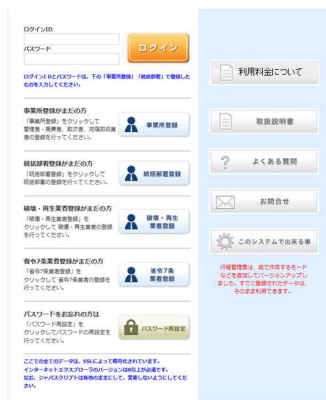 ログインID
パスワード
ログイン
ログインＩＤとパスワードは、下の「事業所登録」「統括部署」で登録した
ものを入力してください。
事業所登録がまだの方
「事業所登録」をクリックして
管理者・廃棄者、取次者、充填回収業
者の登録を行ってください。
事業所登録
統括部署登録がまだの方
「統括部署登録」をクリックして
統括部署の登録を行ってください。
統括部署登録
破壊・再生業者登録がまだの方
「破壊・再生業者登録」を
クリックして 破壊・再生業者の登録
を行ってください。
破壊・再生
業者登録
省令7条業者登録がまだの方
「省令7条業者登録」を
クリックして 省令7条業者の登録を
行ってください。
省令7条
業者登録
パスワードをお忘れの方は
「パスワード再設定」を
クリックしてパスワードの再設定を
行ってください。
パスワード再設定
ここでの全てのデータは、SSLによって暗号化されています。
インターネットエクスプローラのバージョンは8以上が必須です。
なお、ジャバスクリプトは有効のままにして、変更しないようにしてくだ
さい。
利用料金について
取扱説明書
よくある質問
お問合せ
このシステムで出来る事
行程管理票は、紙で作成するモード
などを追加してバージョンアップし
ました。すでに登録されたデータは、
そのまま利用できます。